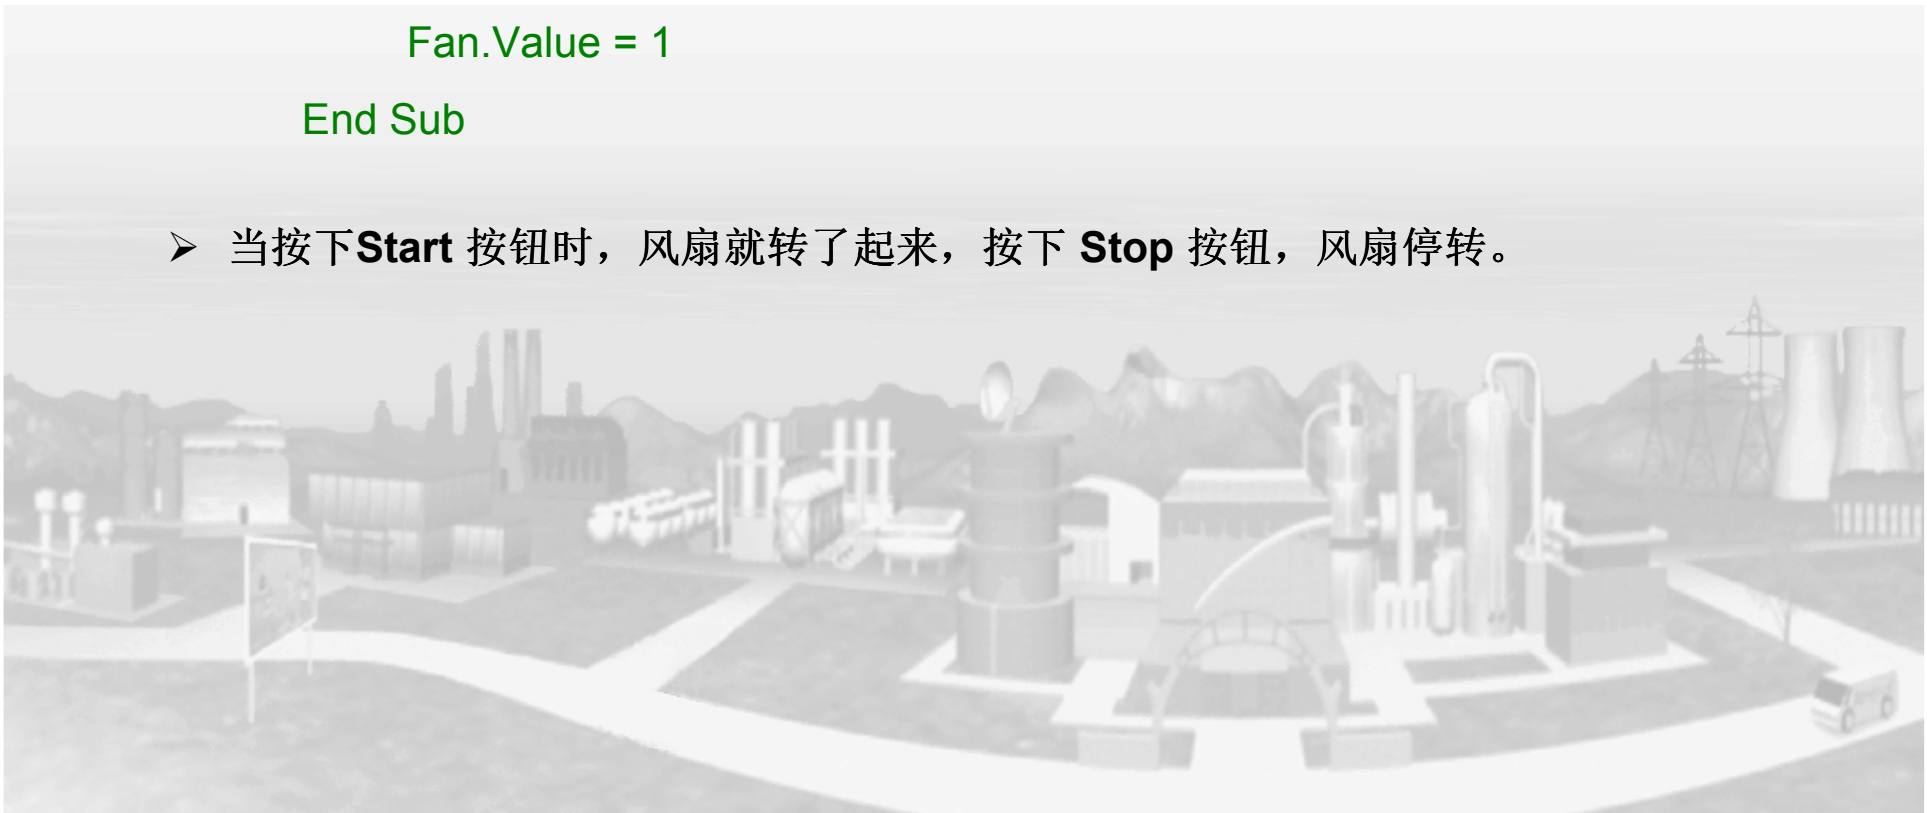 Fan.Value = 1
End Sub
➢ 当按下Start 按钮时，风扇就转了起来，按下 Stop 按钮，风扇停转。